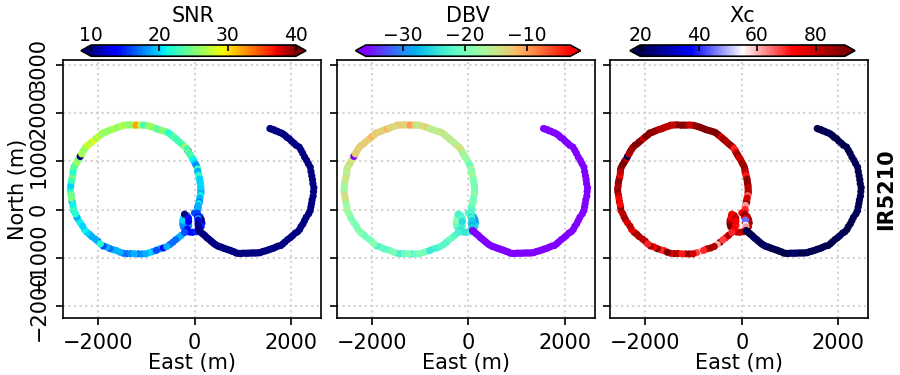 SNR DBV Xc
10 20 30 40 −30 −20 −10 20 40 60 80
3000
2000
1000
0
−1000
−2000
North (m)
IR5210
−2000 0 2000 −2000 0 2000 −2000 0 2000
East (m) East (m) East (m)